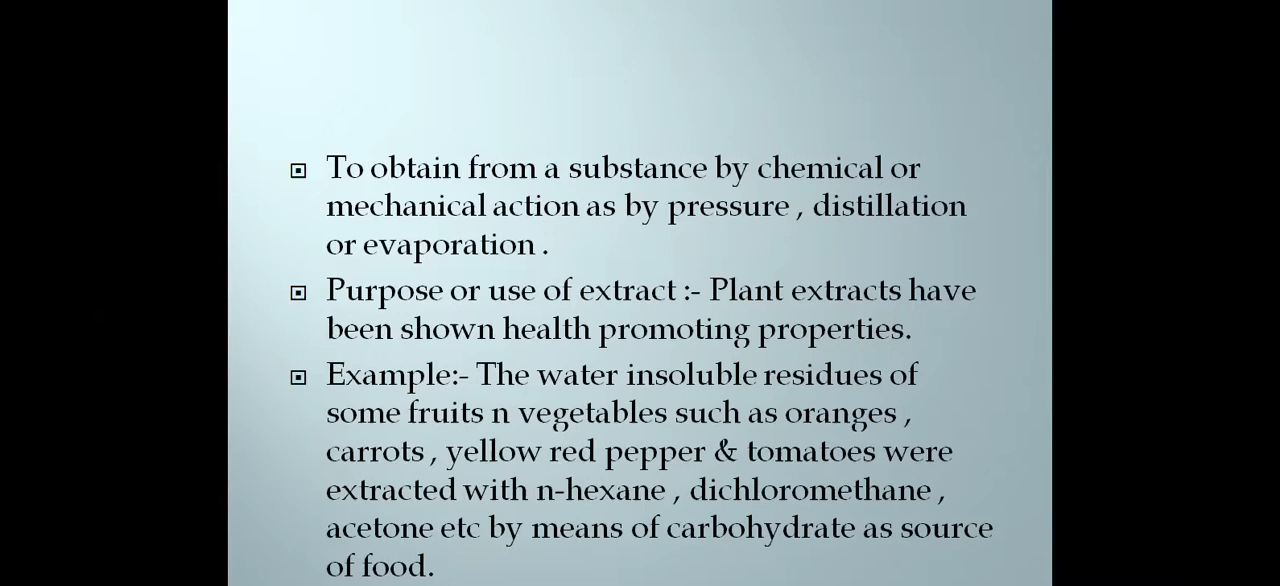 To obtain from a substance by chemical or
mechanical action as by pressure , distillation
or evaporation .
Purpose or use of extract :- Plant extracts have
been shown health promoting properties.
Example:- The water insoluble residues of
some fruits n vegetables such as oranges ,
carrots , yellow red pepper & tomatoes were
extracted with n-hexane , dichloromethane ,
acetone etc by means of carbohydrate as source
of food.